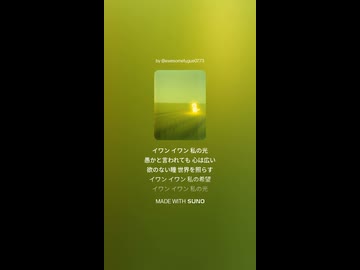 イワン イワン 私の光
愚かと言われても 心は広い
欲のない瞳 世界を照らす
イワン イワン 私の希望
イワン イワン 私の光
MADE WITH SUNO